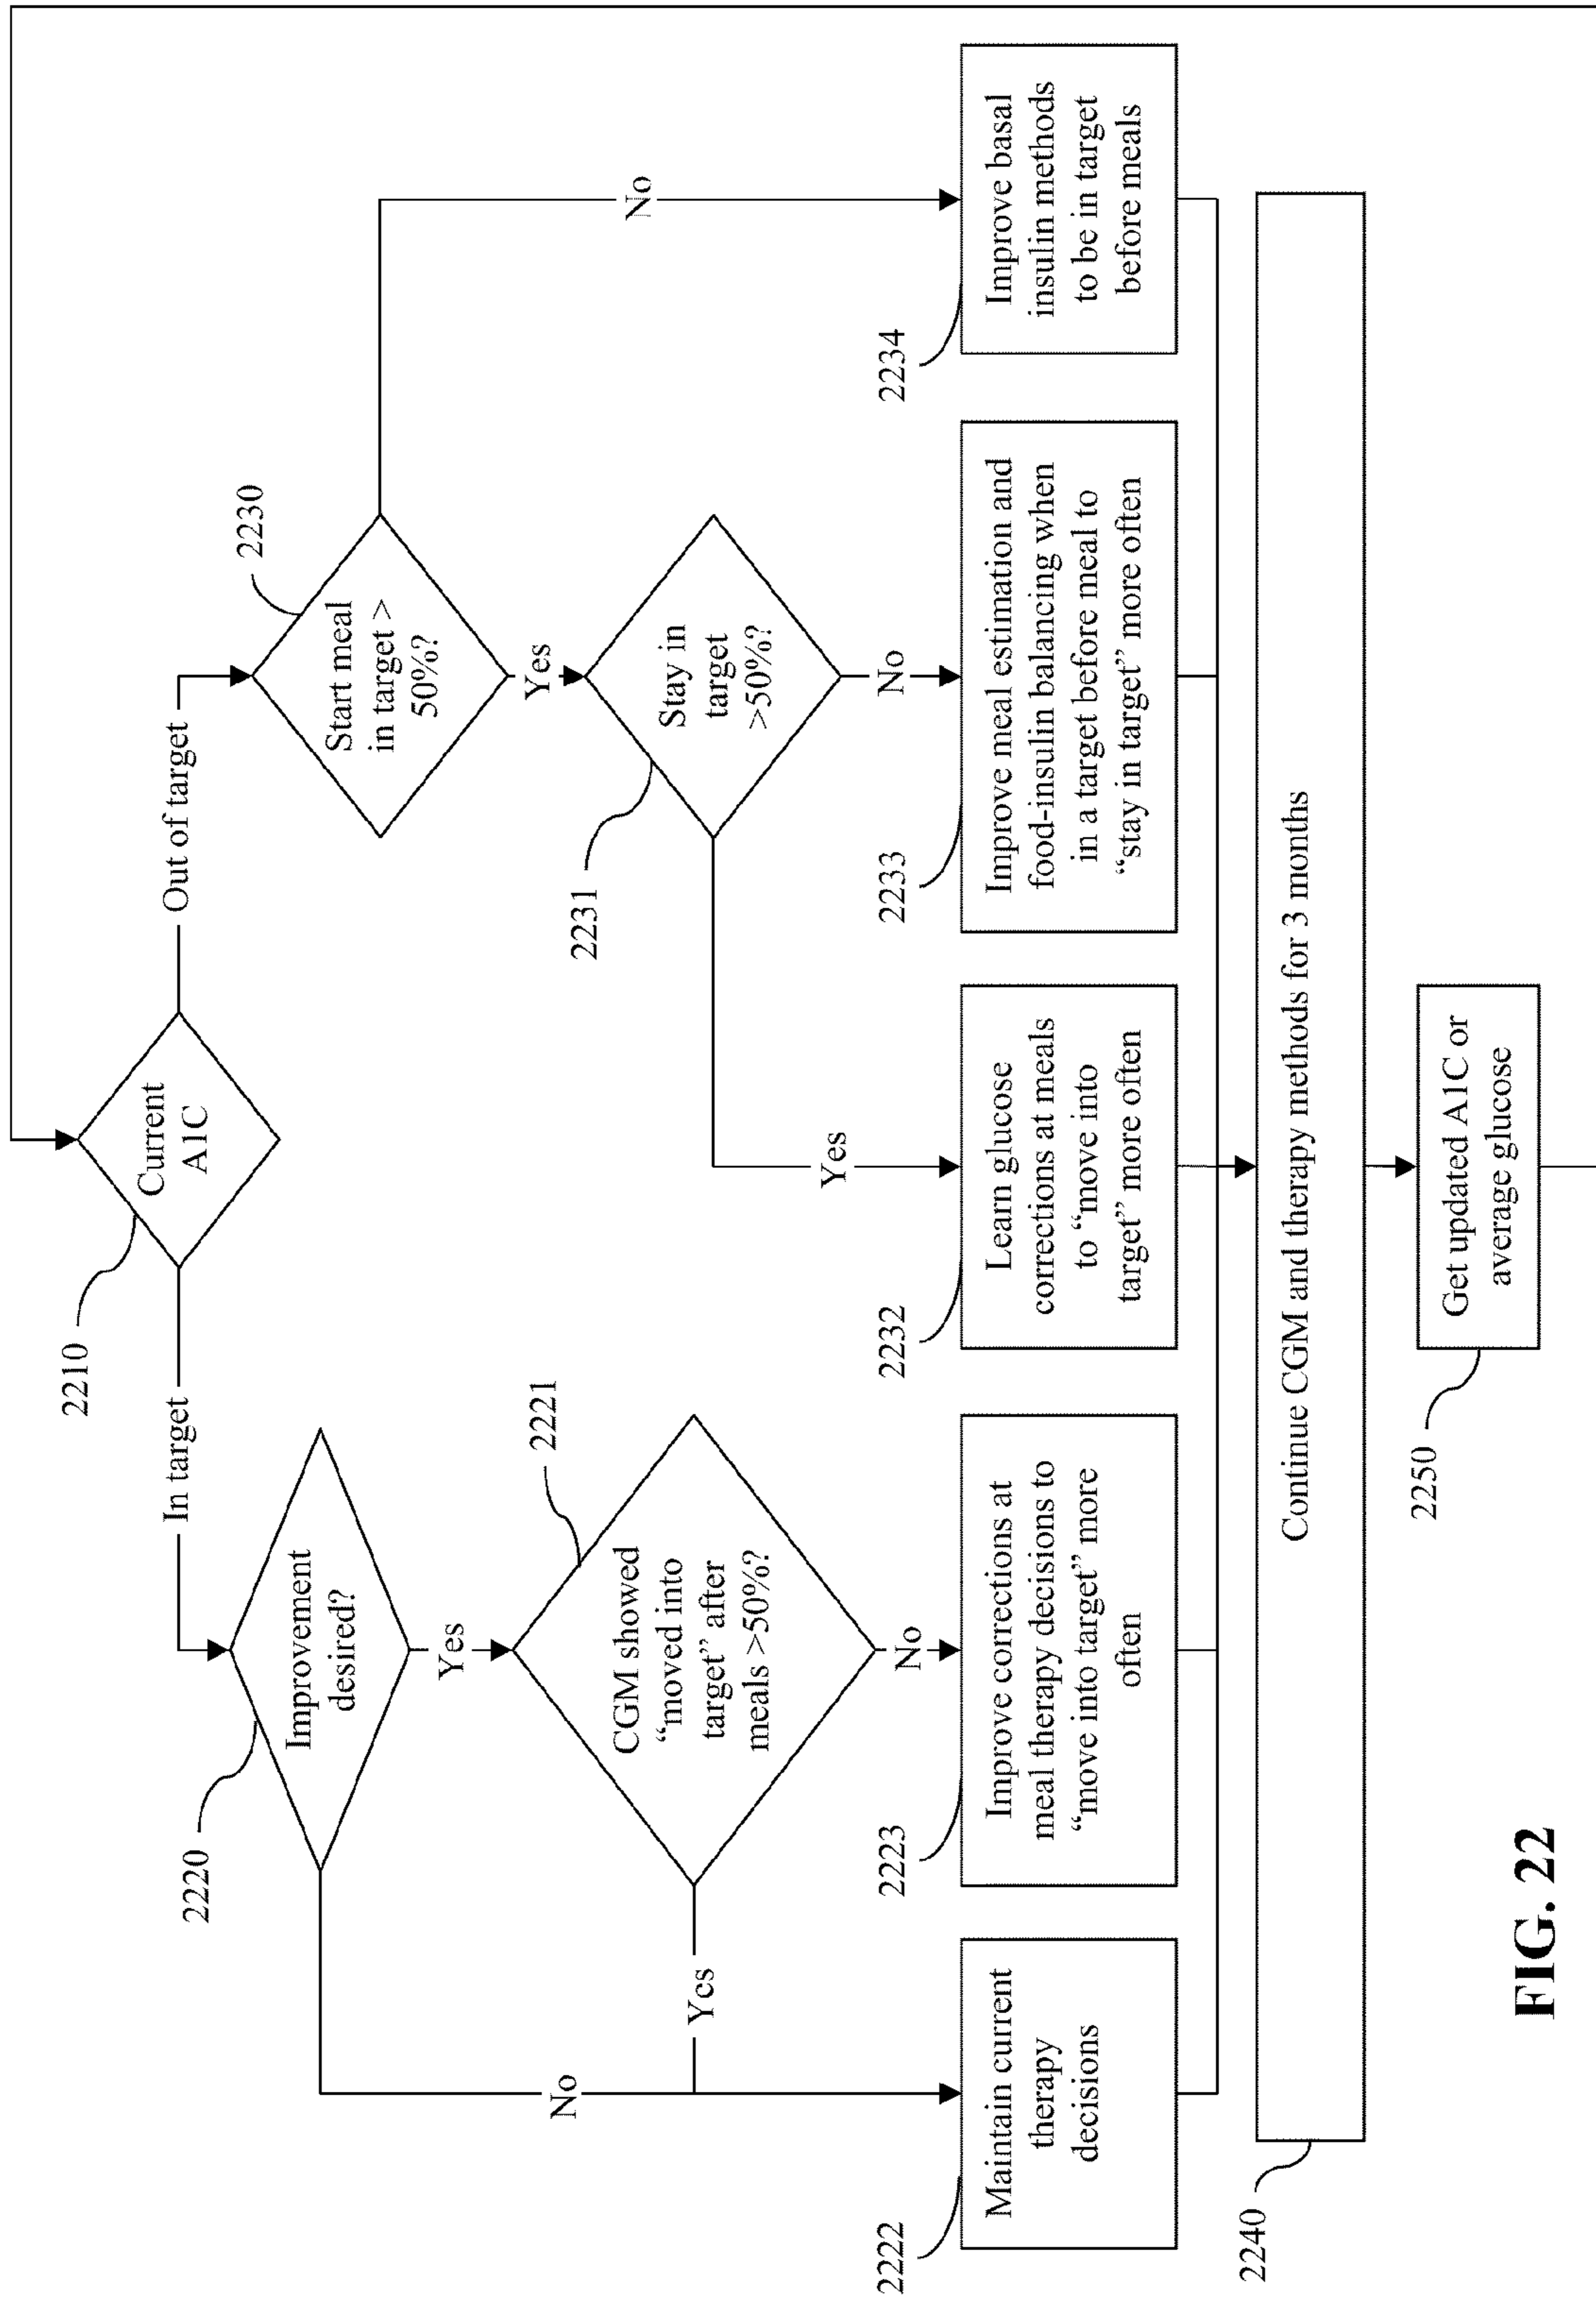 2210
Current
A1C
In target
Out of target
2220
Improvement
desired?
2230
Start meal
in target >
50%?
Yes
Yes
No
No
2221
CGM showed
“moved into
target” after
meals >50%?
2231
Stay in
target
>50%?
Yes
No
Yes
No
2222
Maintain current
therapy
decisions
2223
Improve corrections at
meal therapy decisions to
“move into target” more
often
2232
Learn glucose
corrections at meals
to “move into
target” more often
2233
Improve meal estimation and
food-insulin balancing when
in a target before meal to
“stay in target” more often
2234
Improve basal
insulin methods
to be in target
before meals
2240
Continue CGM and therapy methods for 3 months
2250
Get updated A1C or
average glucose
FIG. 22